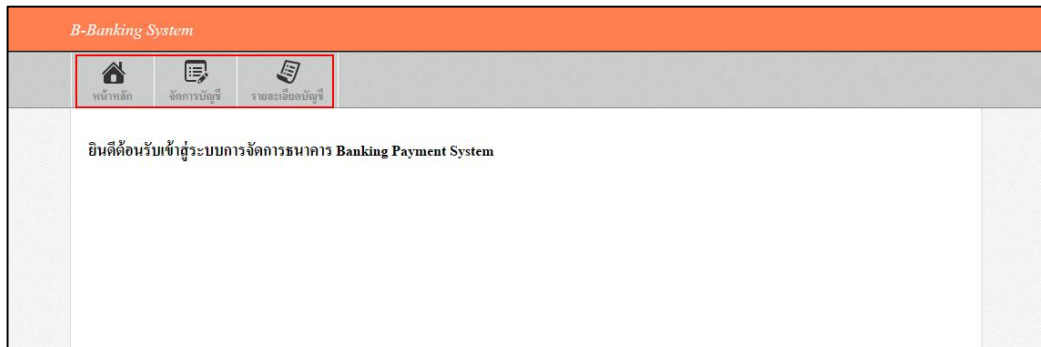 B-Banking System
หน้าหลัก จัดการบัญชี รายละเอียดบัญชี
ยินดีต้อนรับเข้าสู่ระบบการจัดการธนาคาร Banking Payment System